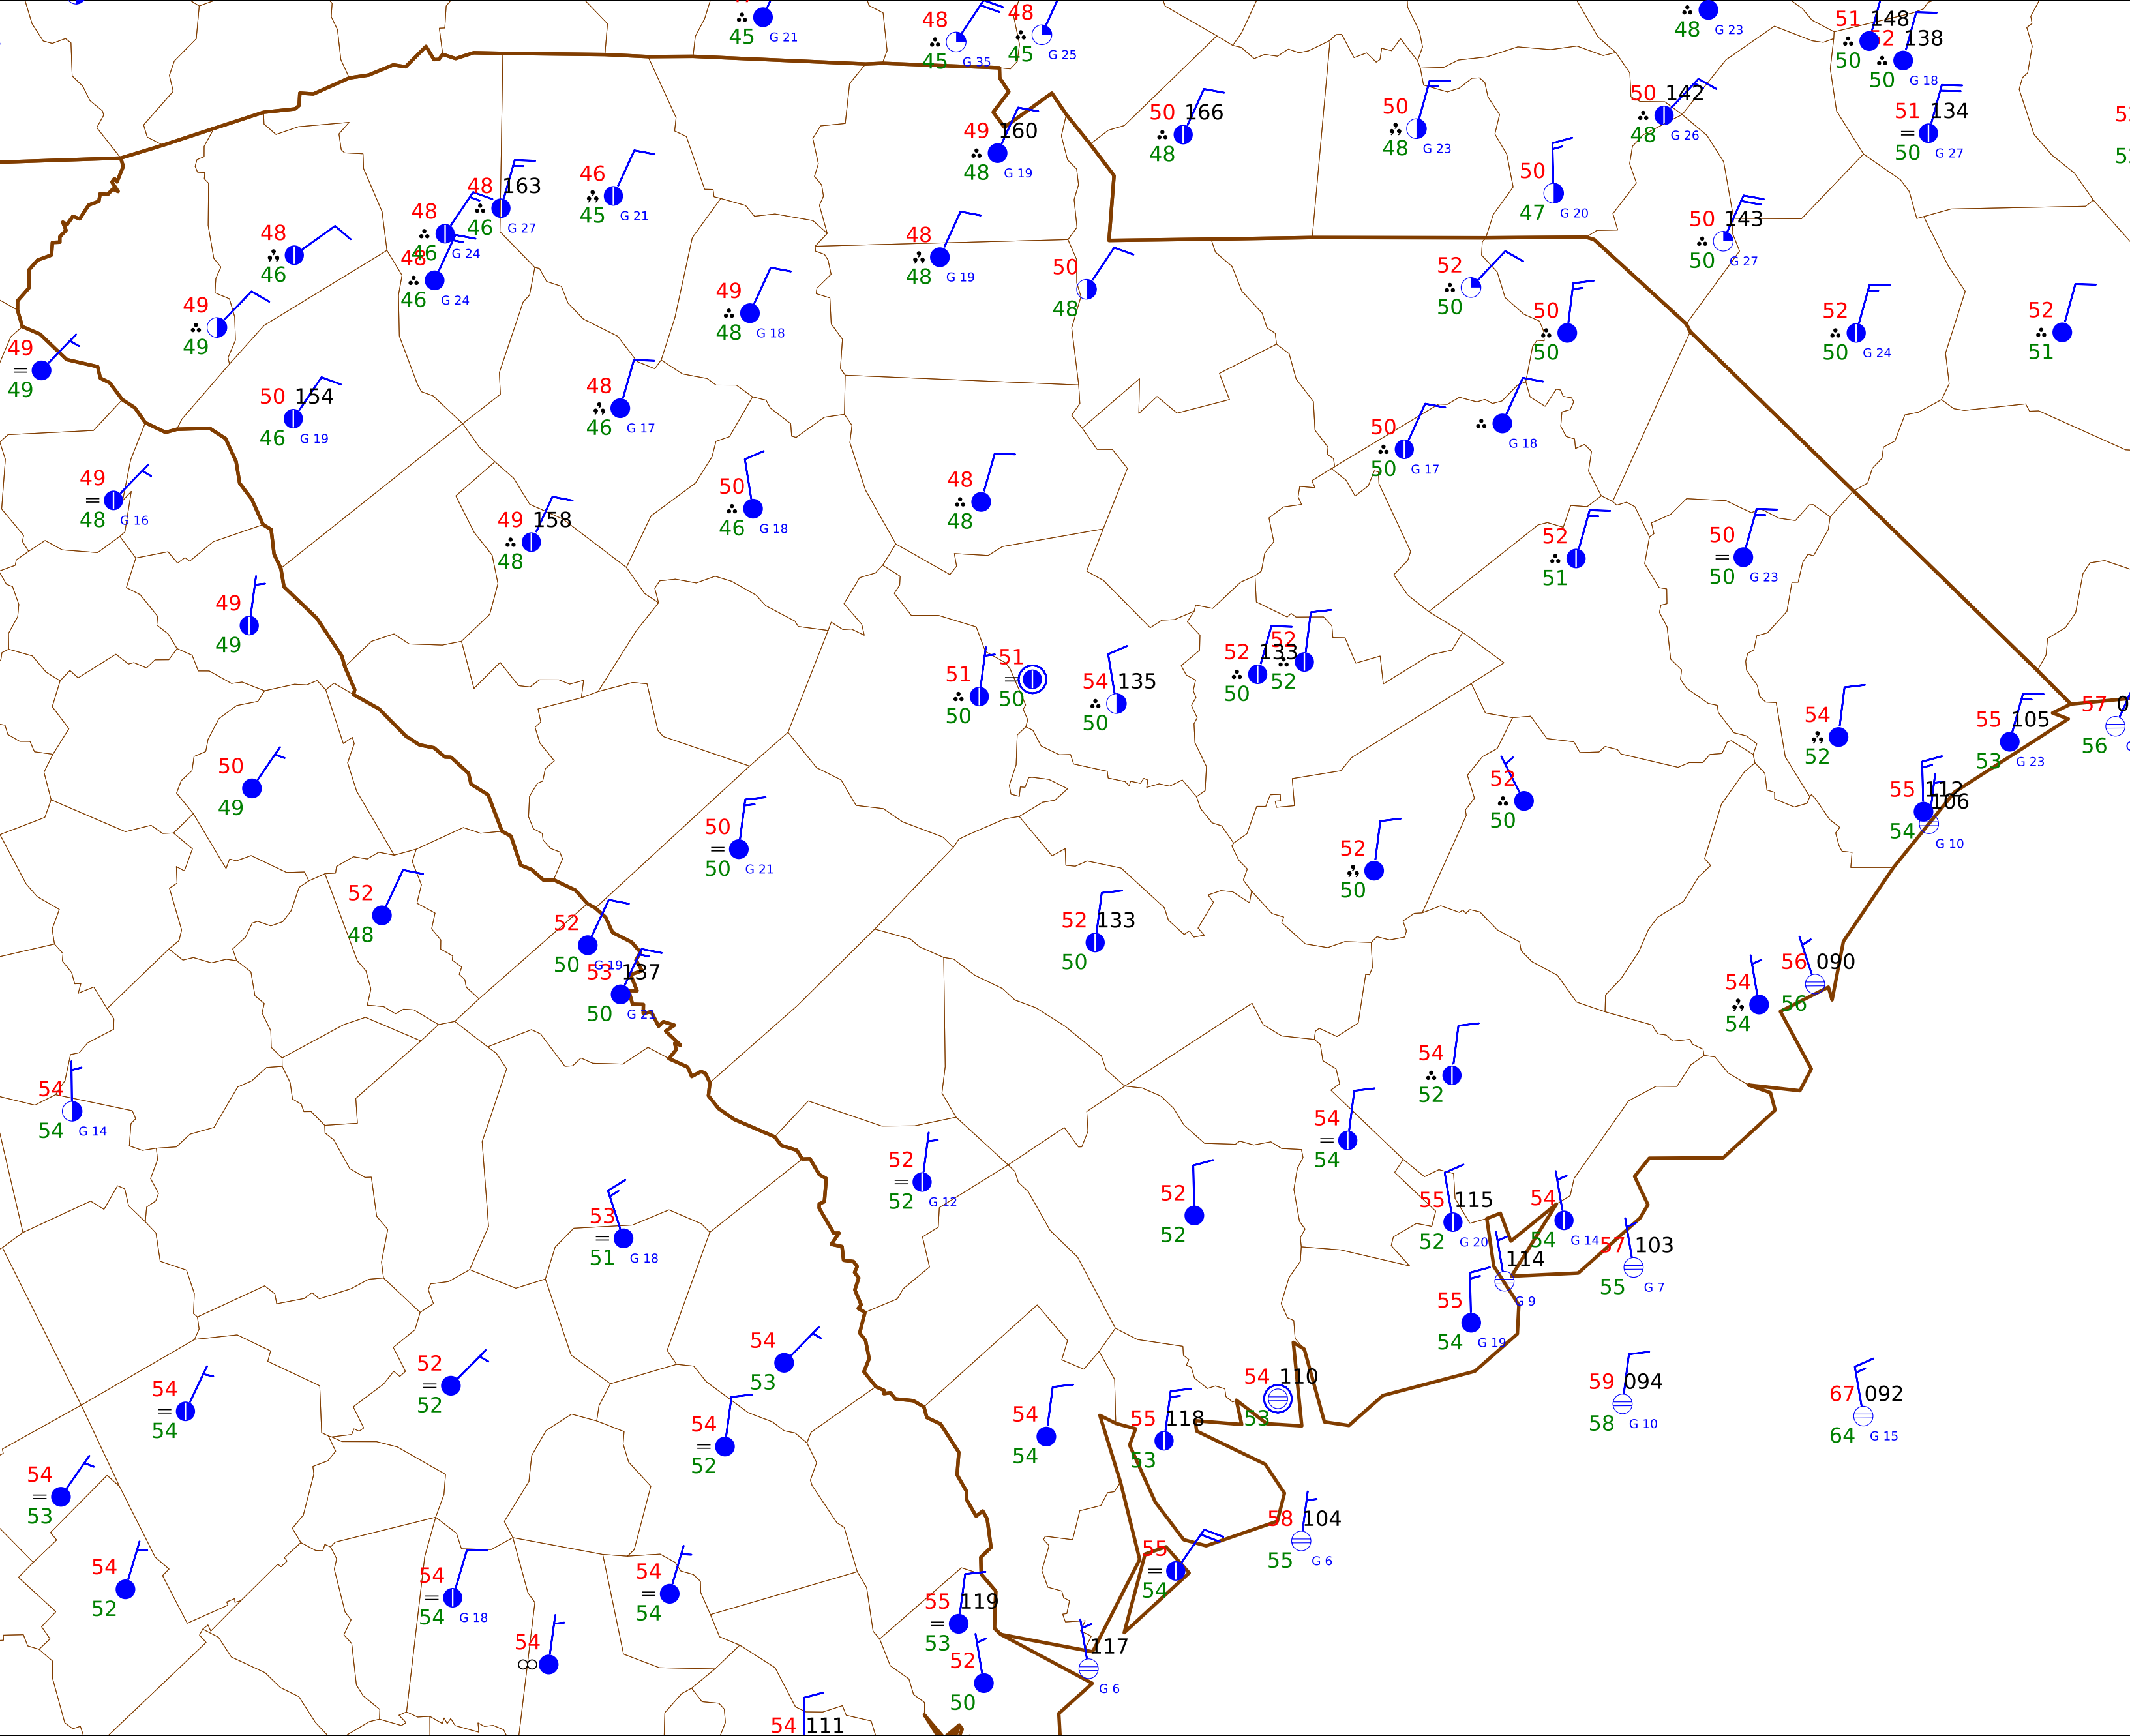 45 G 21
48 45 G 35
48 45 G 25
48 G 23
51 148 50
52 138 50 G 18
50 166 48
49 160 48 G 19
50 48 G 23
50 142 48 G 26
51 134 50 G 27
50 47 G 20
48 163 46 G 27
46 45 G 21
48 46 G 24
48 46
48 46 G 24
48 48 G 19
50 143 50 G 27
50 48
52 50
49 49
49 48 G 18
50 50
52 50 G 24
52 51
49 49
50 154 46 G 19
48 46 G 17
50 50 G 17
G 18
49 48 G 16
50 46 G 18
48 48
49 158 48
52 51
50 50 G 23
49 49
51 50
51 50
54 135 50
52 133 50
52 52
54 52
55 105 53 G 23
57 56
50 49
52 50
55 112 54
106 G 10
50 50 G 21
52 50
52 48
52 50 G 19
52 133 50
53 137 50 G 21
56 090 56
54 54
54 52
54 54 G 14
54 54
52 52 G 12
52 52
53 51 G 18
55 115 52 G 20
54 54 G 14
57 103 55 G 7
114 G 9
55 54 G 19
54 53
52 52
54 110 53
59 094 58 G 10
67 092 64 G 15
54 54
54 52
54 54
55 118 53
54 53
58 104 55 G 6
54 52
54 54 G 18
54 54
55 54
55 119 53
54
52 50
117 G 6
54 111